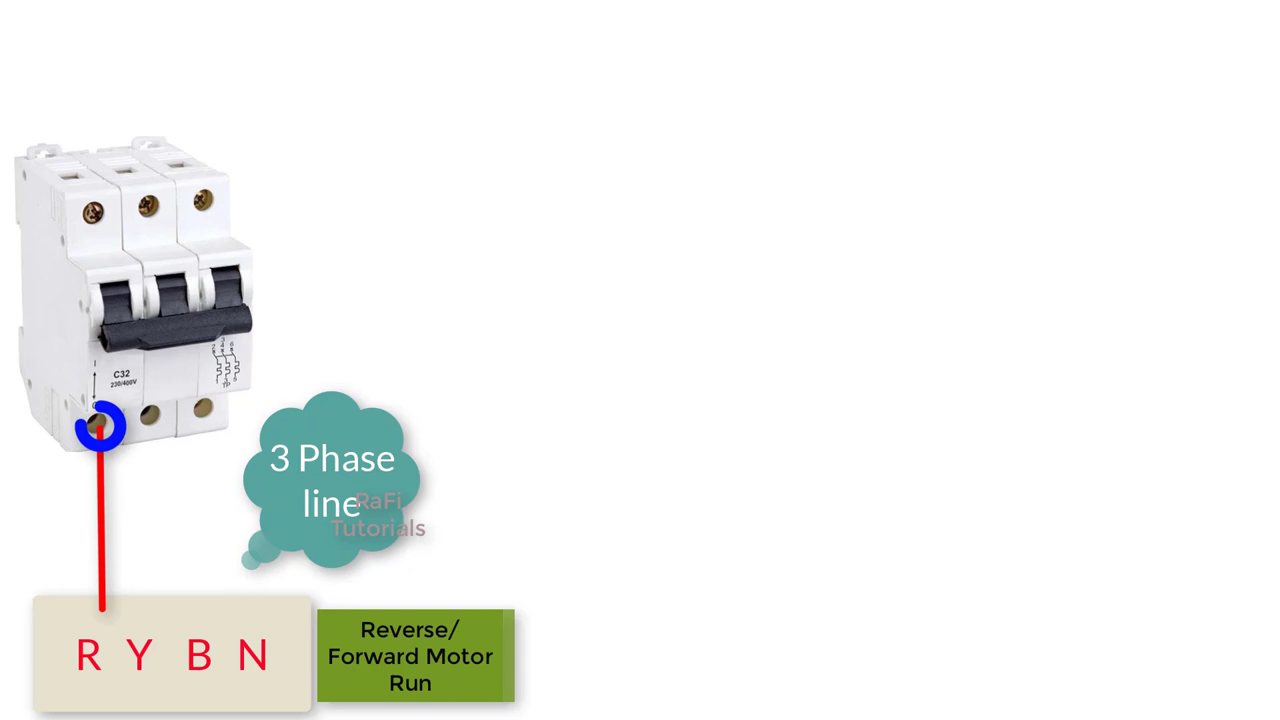 C32
230/400V
3 Phase
line
RaFi
Tutorials
R Y B N
Reverse/
Forward Motor
Run